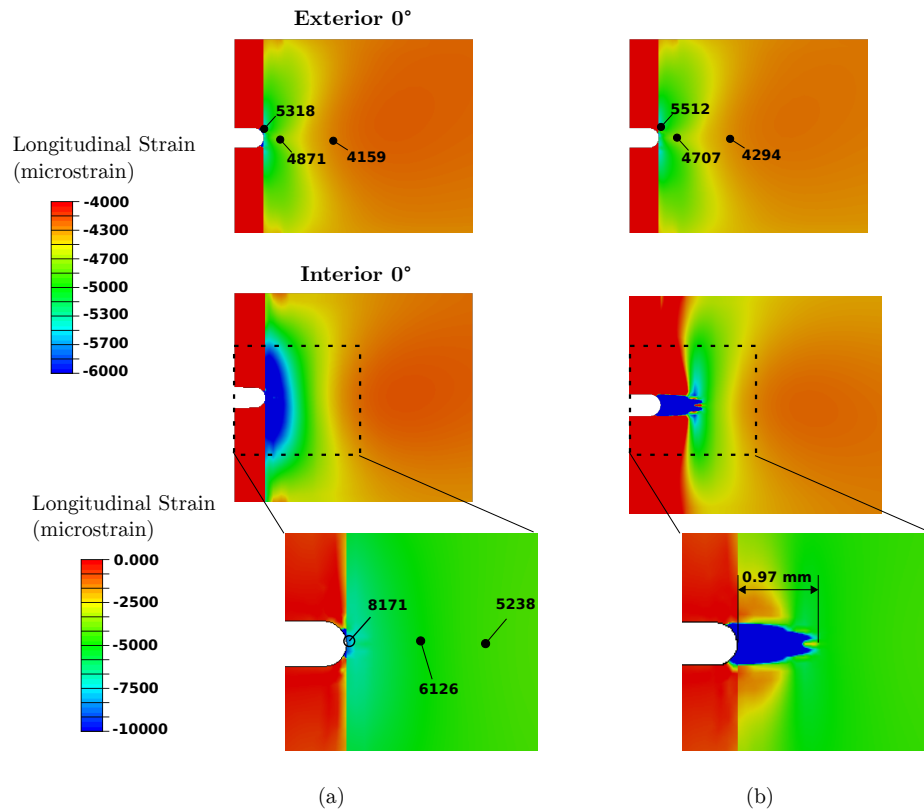 Exterior 0°
Longitudinal Strain
(microstrain)
-4000
-4300
-4700
-5000
-5300
-5700
-6000
5318
4871
4159
5512
4707
4294
Interior 0°
Longitudinal Strain
(microstrain)
0.000
-2500
-5000
-7500
-10000
8171
6126
5238
0.97 mm
(a)
(b)